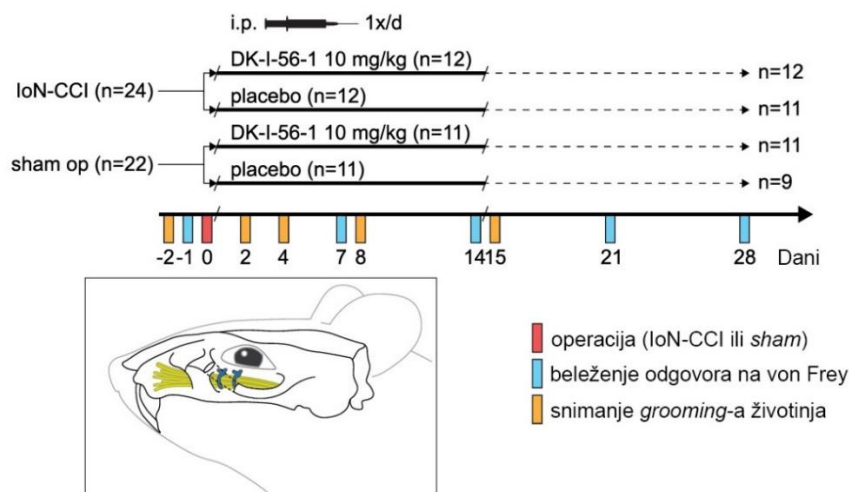 i.p. 1x/d
DK-I-56-1 10 mg/kg (n=12)
n=12
IoN-CCI (n=24)
placebo (n=12)
n=11
DK-I-56-1 10 mg/kg (n=11)
n=11
sham op (n=22)
placebo (n=11)
n=9
-2 -1 0 2 4 7 8 1415 21 28 Dani
operacija (IoN-CCI ili sham)
beleženje odgovora na von Frey
snimanje grooming-a životinja